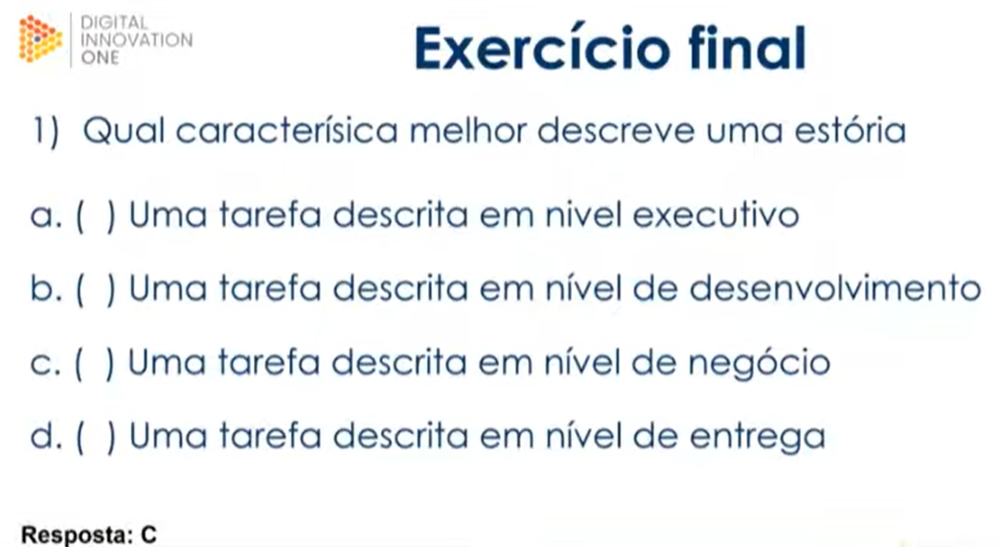 DIGITAL
INNOVATION
ONE
Exercício final
1) Qual caracterísica melhor descreve uma estória
a. ( ) Uma tarefa descrita em nivel executivo
b. ( ) Uma tarefa descrita em nível de desenvolvimento
c. ( ) Uma tarefa descrita em nível de negócio
d. ( ) Uma tarefa descrita em nível de entrega
Resposta: C